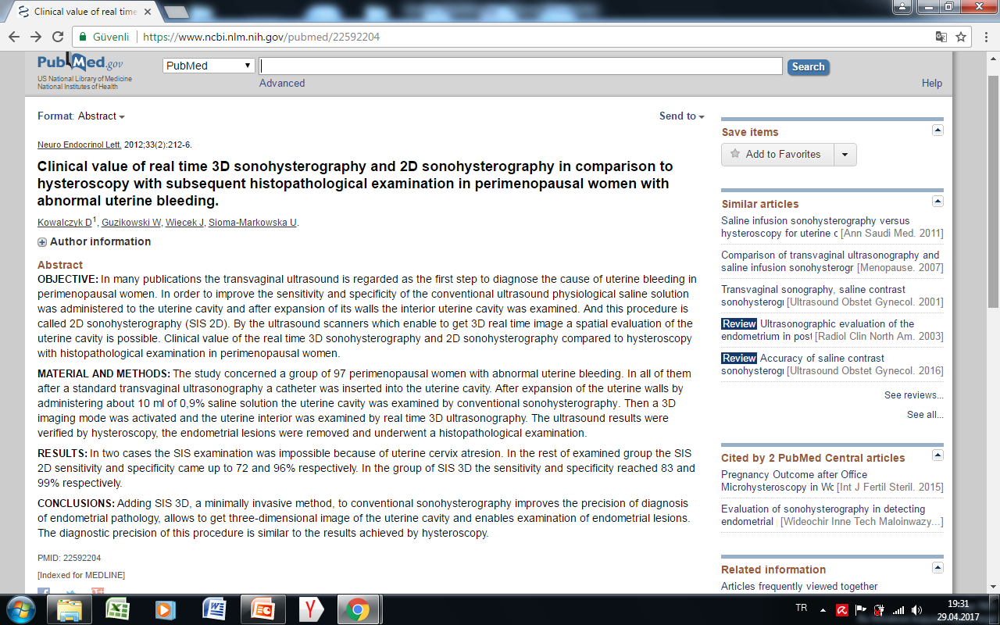 Clinical value of real time
Güvenli
https://www.ncbi.nlm.nih.gov/pubmed/22592204
PubMed.gov
US National Library of Medicine
National Institutes of Health
PubMed
Search
Advanced
Help
Format: Abstract
Send to
Neuro Endocrinol Lett. 2012;33(2):212-6.
Clinical value of real time 3D sonohysterography and 2D sonohysterography in comparison to
hysteroscopy with subsequent histopathological examination in perimenopausal women with
abnormal uterine bleeding.
Kowalczyk D1, Guzikowski W, Wiecek J, Sioma-Markowska U.
Author information
Abstract
OBJECTIVE: In many publications the transvaginal ultrasound is regarded as the first step to diagnose the cause of uterine bleeding in
perimenopausal women. In order to improve the sensitivity and specificity of the conventional ultrasound physiological saline solution
was administered to the uterine cavity and after expansion of its walls the interior uterine cavity was examined. And this procedure is
called 2D sonohysterography (SIS 2D). By the ultrasound scanners which enable to get 3D real time image a spatial evaluation of the
uterine cavity is possible. Clinical value of the real time 3D sonohysterography and 2D sonohysterography compared to hysteroscopy
with histopathological examination in perimenopausal women.
MATERIAL AND METHODS: The study concerned a group of 97 perimenopausal women with abnormal uterine bleeding. In all of them
after a standard transvaginal ultrasonography a catheter was inserted into the uterine cavity. After expansion of the uterine walls by
administering about 10 ml of 0,9% saline solution the uterine cavity was examined by conventional sonohysterography. Then a 3D
imaging mode was activated and the uterine interior was examined by real time 3D ultrasonography. The ultrasound results were
verified by hysteroscopy, the endometrial lesions were removed and underwent a histopathological examination.
RESULTS: In two cases the SIS examination was impossible because of uterine cervix atresion. In the rest of examined group the SIS
2D sensitivity and specificity came up to 72 and 96% respectively. In the group of SIS 3D the sensitivity and specificity reached 83 and
99% respectively.
CONCLUSIONS: Adding SIS 3D, a minimally invasive method, to conventional sonohysterography improves the precision of diagnosis
of endometrial pathology, allows to get three-dimensional image of the uterine cavity and enables examination of endometrial lesions.
The diagnostic precision of this procedure is similar to the results achieved by hysteroscopy.
PMID: 22592204
[Indexed for MEDLINE]
Save items
Add to Favorites
Similar articles
Saline infusion sonohysterography versus
hysteroscopy for uterine c [Ann Saudi Med. 2011]
Comparison of transvaginal ultrasonography and
saline infusion sonohysterogr [Menopause. 2007]
Transvaginal sonography, saline contrast
sonohysterogr [Ultrasound Obstet Gynecol. 2001]
Review Ultrasonographic evaluation of the
endometrium in post [Radiol Clin North Am. 2003]
Review Accuracy of saline contrast
sonohysterogr [Ultrasound Obstet Gynecol. 2016]
See reviews...
See all...
Cited by 2 PubMed Central articles
Pregnancy Outcome after Office
Microhysteroscopy in Wo [Int J Fertil Steril. 2015]
Evaluation of sonohysterography in detecting
endometrial [Wideochir Inne Tech Maloinwazy...]
Related information
Articles frequently viewed together
TR
19:31
29.04.2017